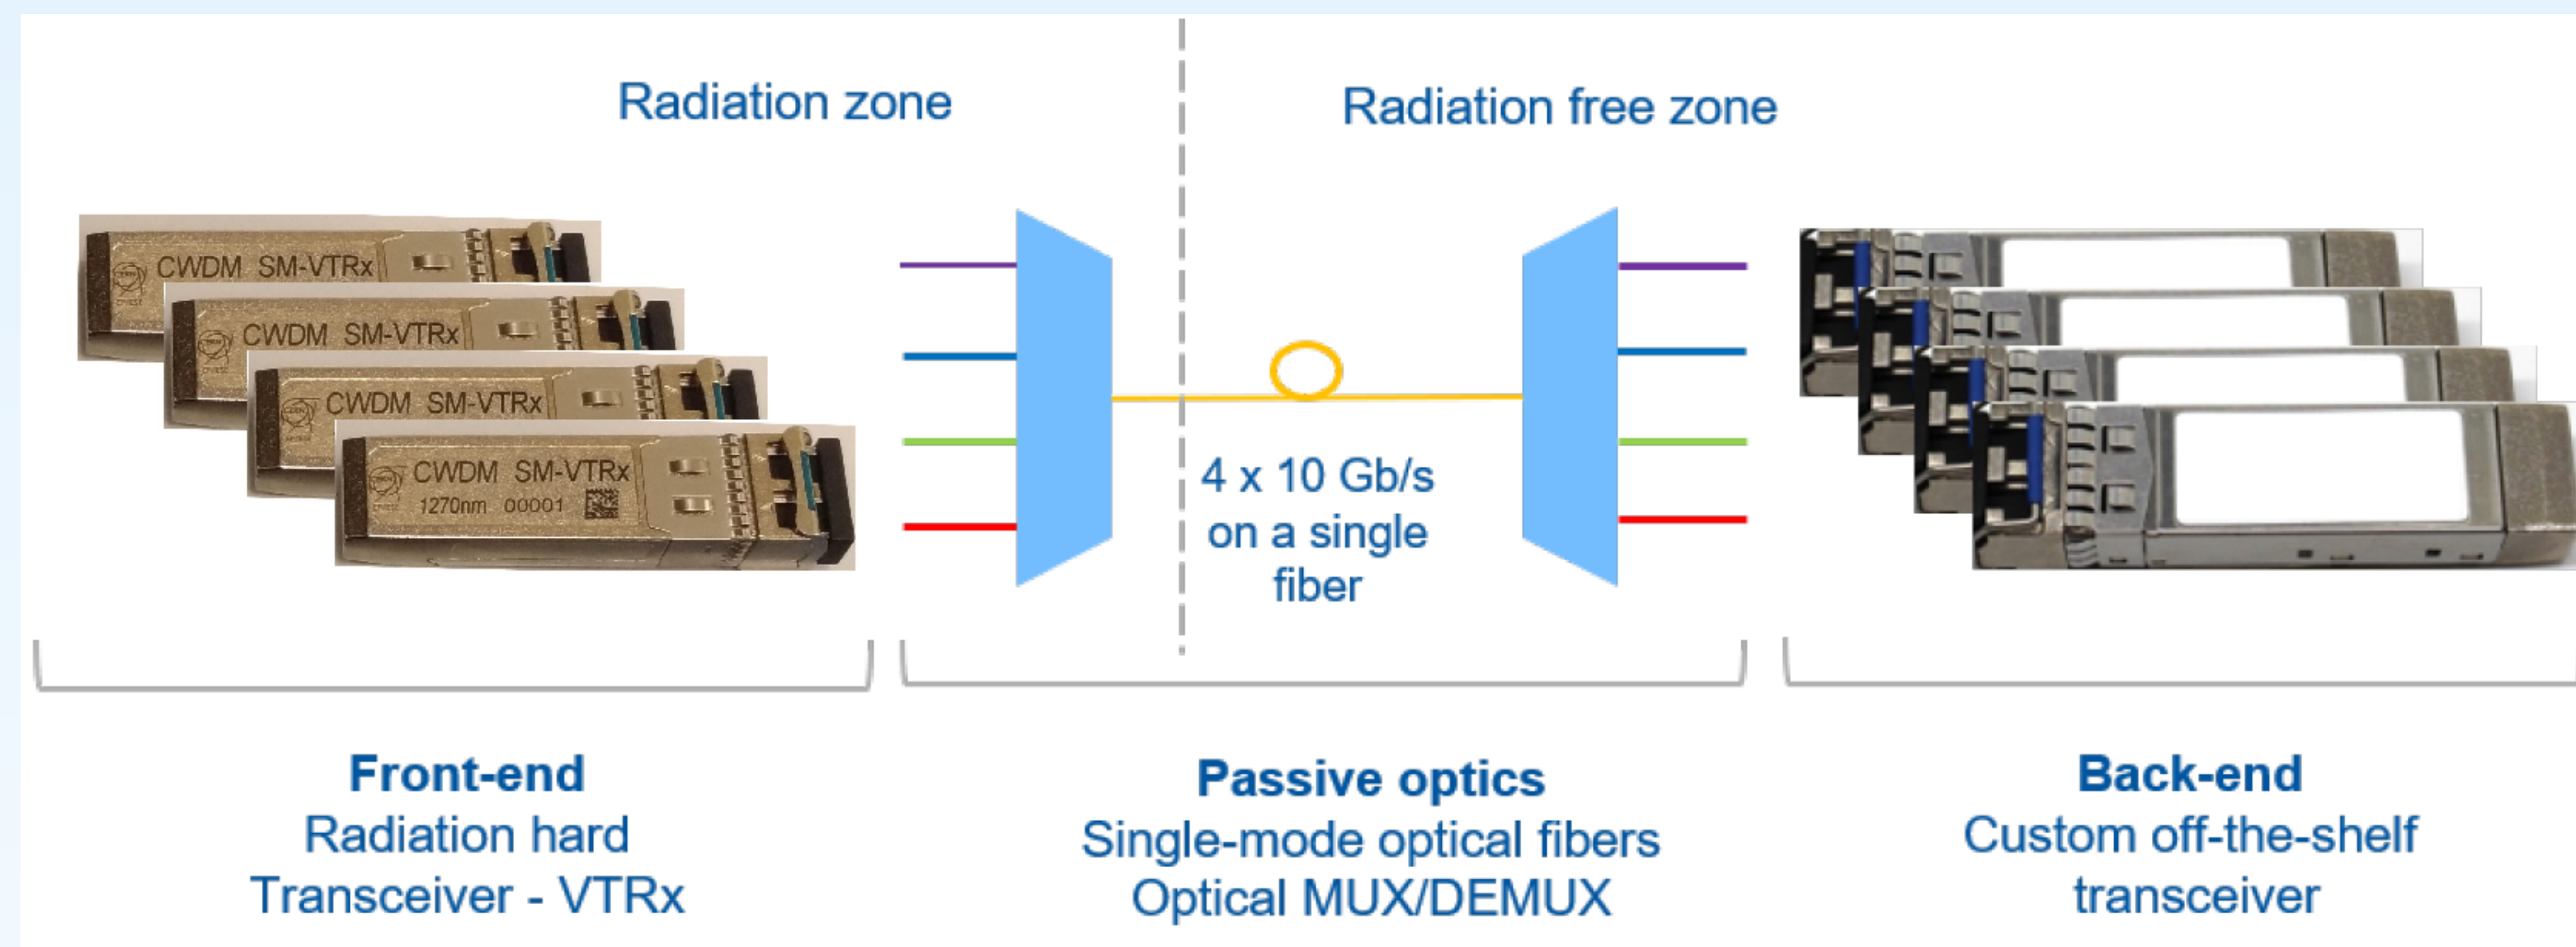 Radiation zone
Radiation free zone
CWDM SM-VTRx
CWDM SM-VTRx
CWDM SM-VTRx
CWDM SM-VTRx
1270nm 00001
4 x 10 Gb/s
on a single
fiber
Front-end
Radiation hard
Transceiver - VTRx
Passive optics
Single-mode optical fibers
Optical MUX/DEMUX
Back-end
Custom off-the-shelf
transceiver